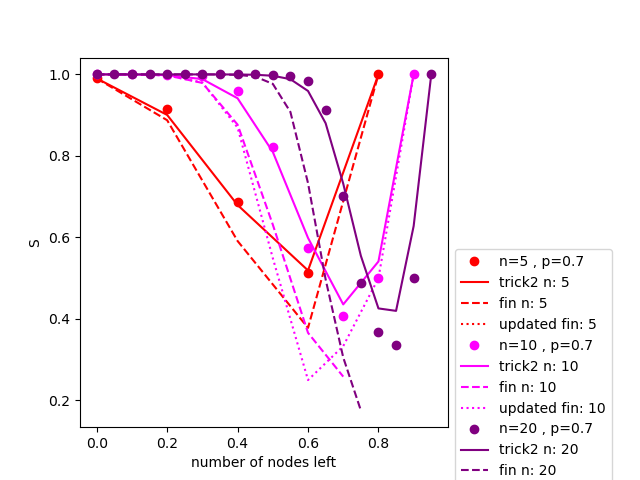 1.0
0.8
0.6
0.4
0.2
S
0.0 0.2 0.4 0.6 0.8
number of nodes left
n=5 , p=0.7
trick2 n: 5
fin n: 5
updated fin: 5
n=10 , p=0.7
trick2 n: 10
fin n: 10
updated fin: 10
n=20 , p=0.7
trick2 n: 20
fin n: 20